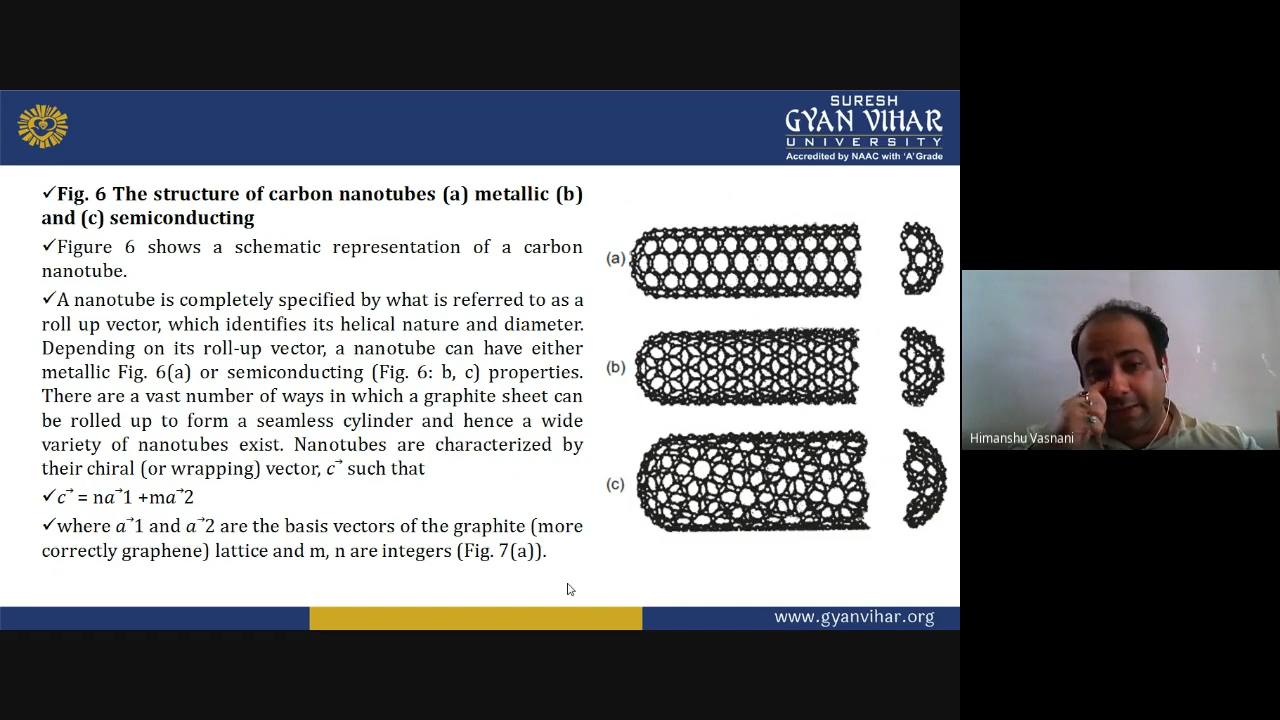 SURESH
GYAN VIHAR
UNIVERSITY
Accredited by NAAC with 'A' Grade
✓Fig. 6 The structure of carbon nanotubes (a) metallic (b)
and (c) semiconducting
✓Figure 6 shows a schematic representation of a carbon
nanotube.
✓A nanotube is completely specified by what is referred to as a
roll up vector, which identifies its helical nature and diameter.
Depending on its roll-up vector, a nanotube can have either
metallic Fig. 6(a) or semiconducting (Fig. 6: b, c) properties.
There are a vast number of ways in which a graphite sheet can
be rolled up to form a seamless cylinder and hence a wide
variety of nanotubes exist. Nanotubes are characterized by
their chiral (or wrapping) vector, c⃗ such that
✓c⃗ = na⃗1 +ma⃗2
✓where a⃗1 and a⃗2 are the basis vectors of the graphite (more
correctly graphene) lattice and m, n are integers (Fig. 7(a)).
(a)
(b)
(c)
www.gyanvihar.org
Himanshu Vasnani